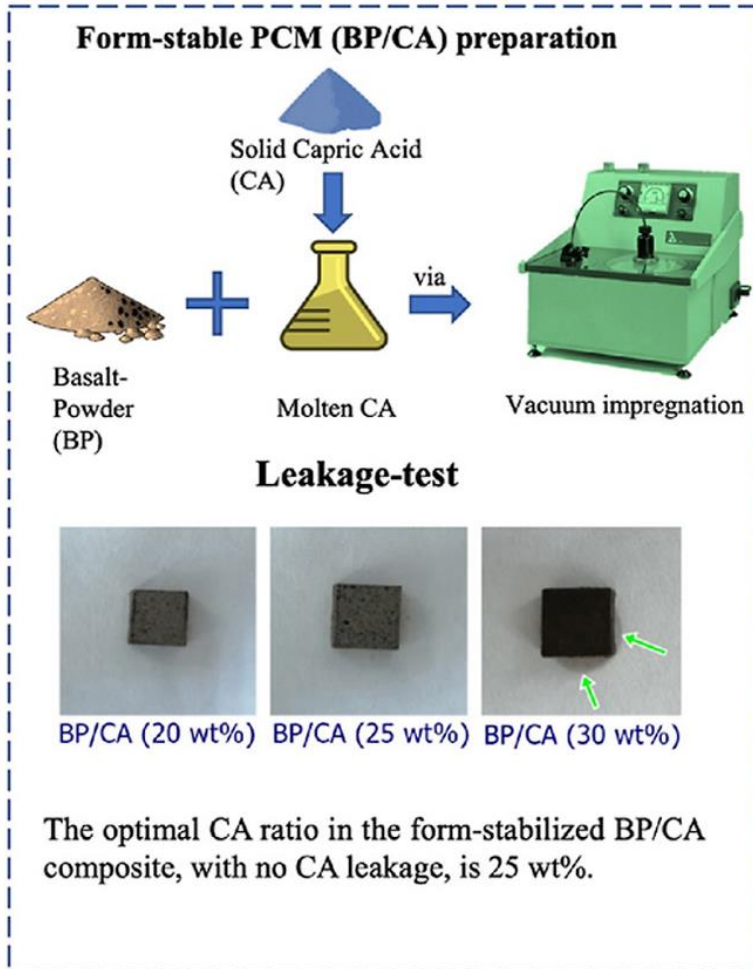 Form-stable PCM (BP/CA) preparation
Solid Capric Acid
(CA)
via
Basalt-
Powder
(BP)
Molten CA
Vacuum impregnation
Leakage-test
BP/CA (20 wt%)
BP/CA (25 wt%)
BP/CA (30 wt%)
The optimal CA ratio in the form-stabilized BP/CA
composite, with no CA leakage, is 25 wt%.